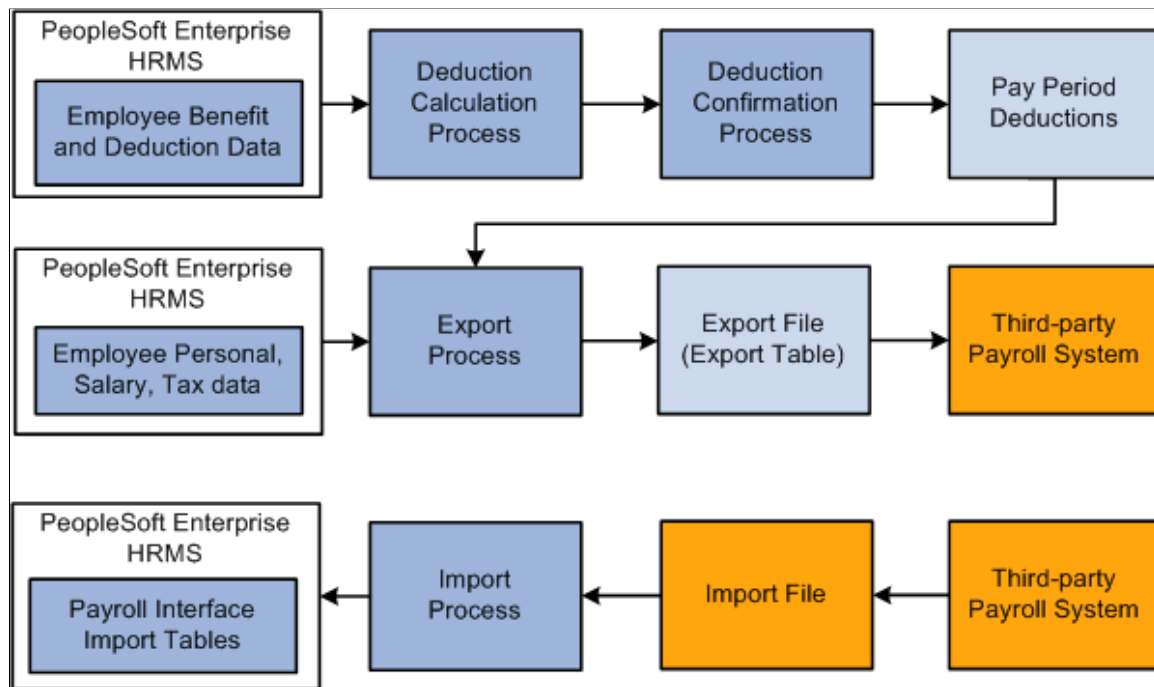 PeopleSoft Enterprise
HRMS
Employee Benefit
and Deduction Data
Deduction
Calculation
Process
Deduction
Confirmation
Process
Pay Period
Deductions
PeopleSoft Enterprise
HRMS
Employee Personal,
Salary, Tax data
Export
Process
Export File
(Export Table)
Third-party
Payroll System
PeopleSoft Enterprise
HRMS
Payroll Interface
Import Tables
Import
Process
Import File
Third-party
Payroll System